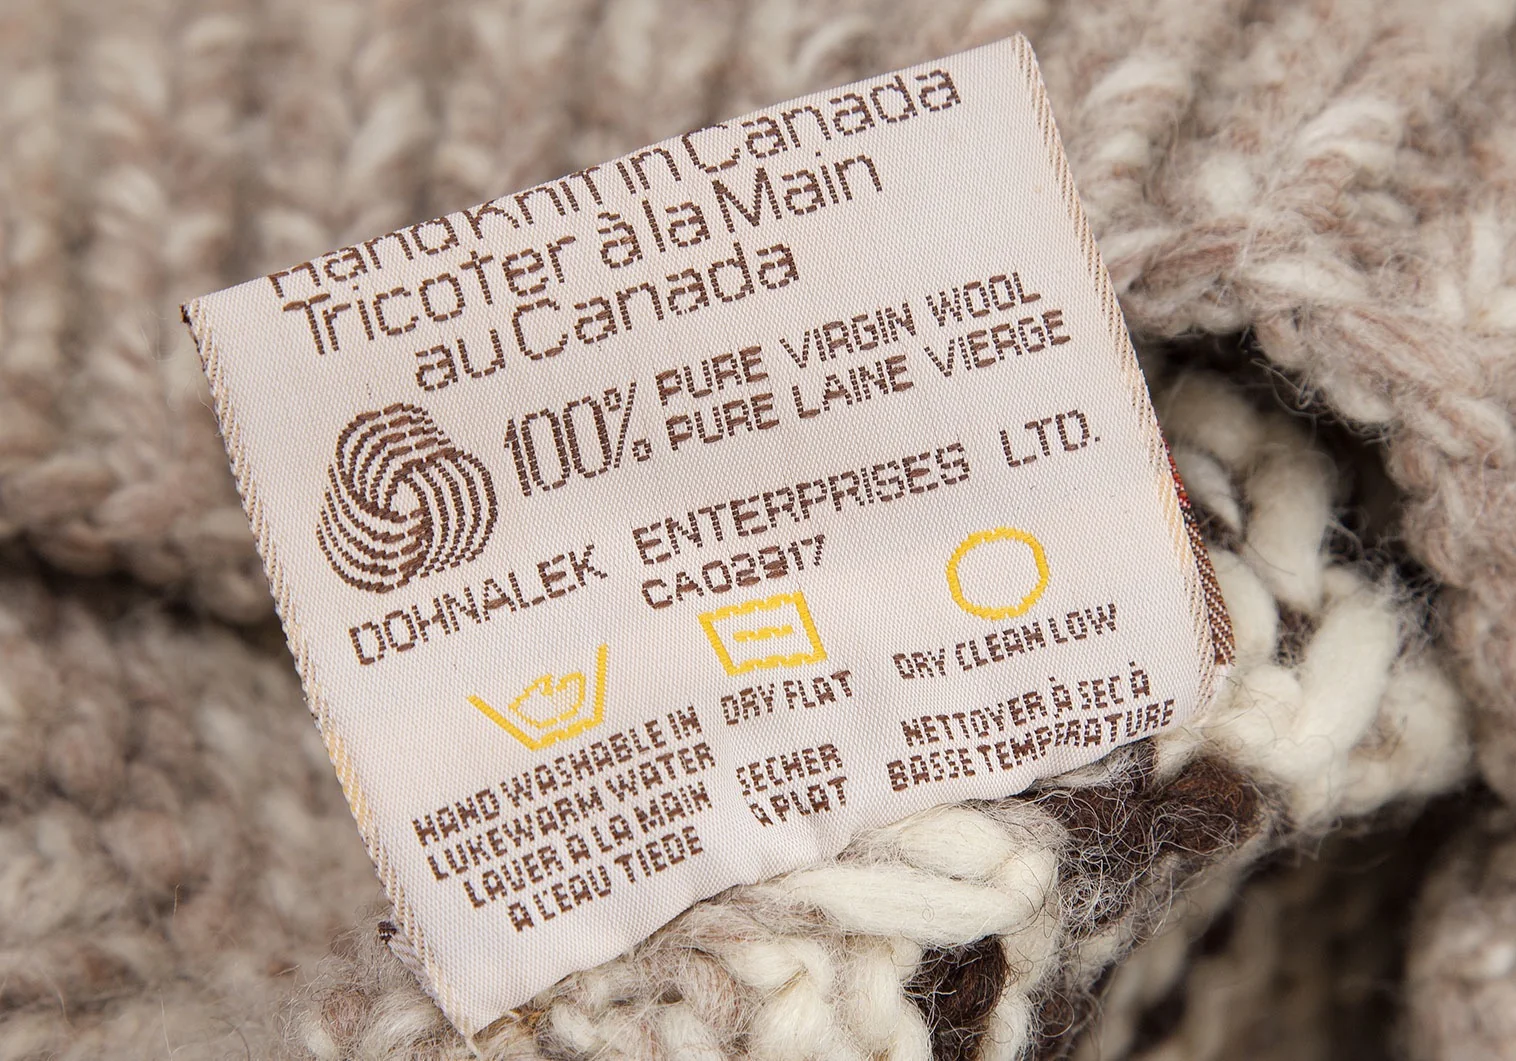 Hand Knit in Canada
Tricoter à la Main
au Canada
100% PURE VIRGIN WOOL
PURE LAINE VIERGE
DOHNALEK ENTERPRISES LTD.
CA02917
HAND WASHABLE IN
LUKEWARM WATER
LAVER A LA MAIN
A L'EAU TIEDE
DRY FLAT
SECHER
A PLAT
DRY CLEAN LOW
NETTOYER À SEC À
BASSE TEMPERATURE